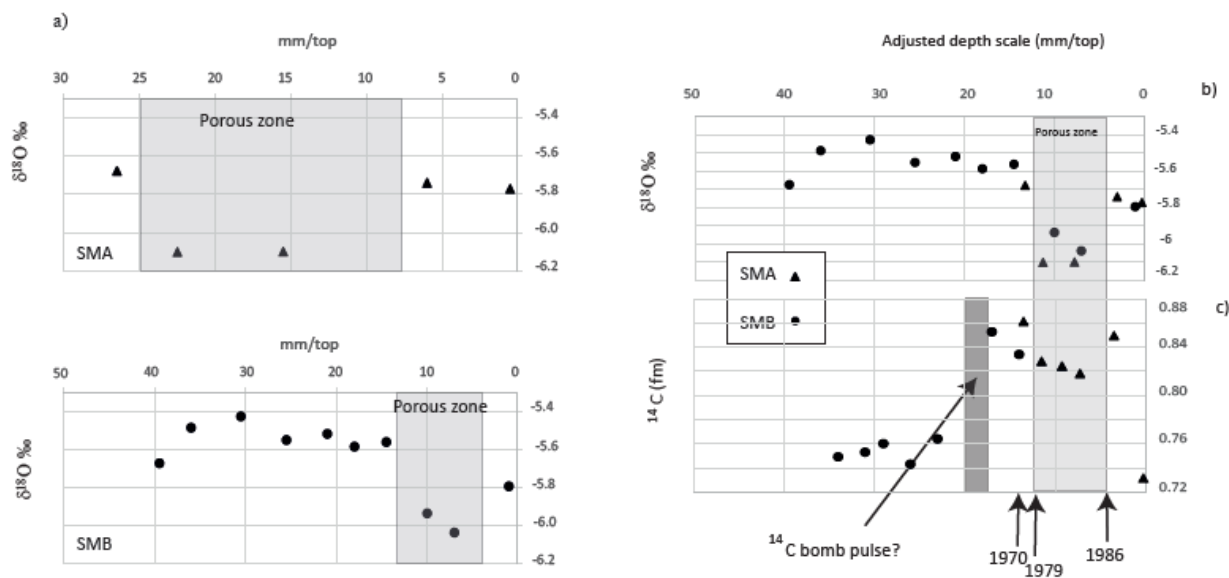 a)
mm/top
30 25 20 15 10 5 0
Porous zone
-5.4
-5.6
-5.8
-6.0
-6.2
δ18O ‰
SMA
mm/top
50 40 30 20 10 0
Porous zone
-5.4
-5.6
-5.8
-6.0
-6.2
δ18O ‰
SMB
Adjusted depth scale (mm/top)
50 40 30 20 10 0
b)
Porous zone
-5.4
-5.6
-5.8
-6
-6.2
δ18O ‰
SMA
SMB
c)
0.88
0.84
0.80
0.76
0.72
14 C (fm)
14 C bomb pulse?
1970
1979
1986